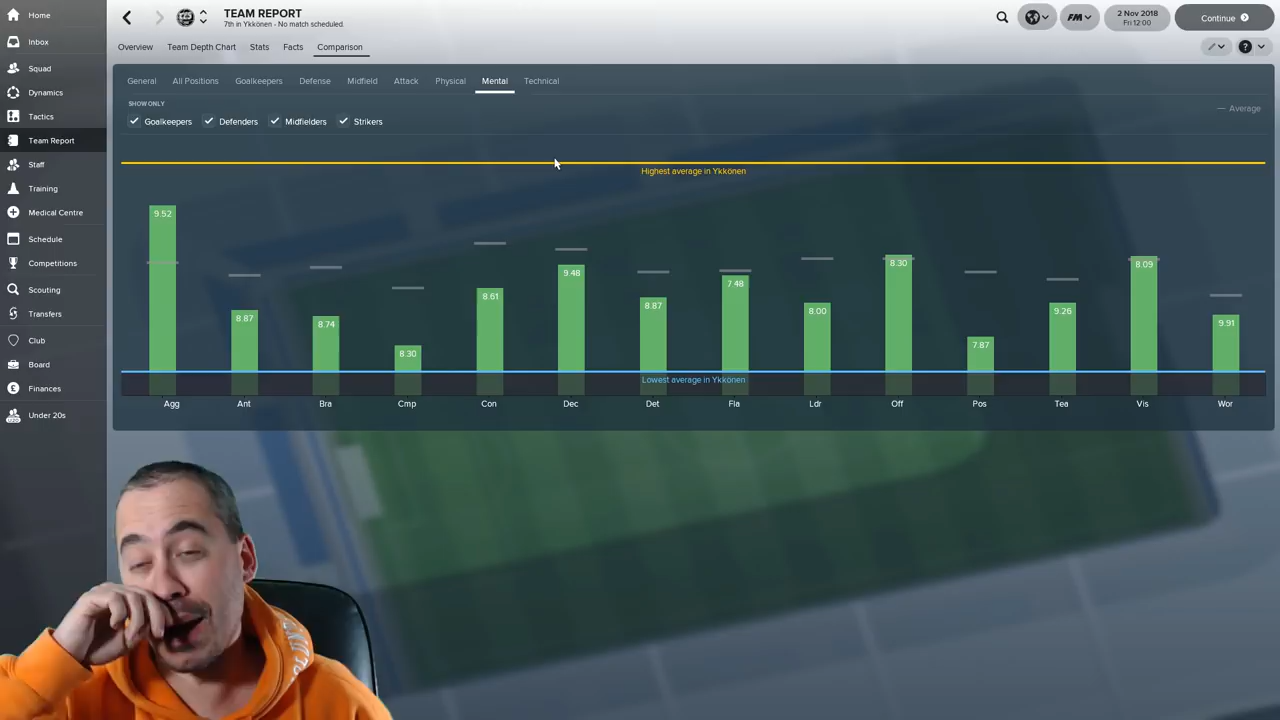 Home
Inbox
Squad
Dynamics
Tactics
Team Report
Staff
Training
Medical Centre
Schedule
Competitions
Scouting
Transfers
Club
Board
Finances
Under 20s
TEAM REPORT
7th in Ykkönen - No match scheduled.
FM
2 Nov 2018
Fri 12:00
Continue
Overview Team Depth Chart Stats Facts Comparison
?
General All Positions Goalkeepers Defense Midfield Attack Physical Mental Technical
SHOW ONLY
Goalkeepers Defenders Midfielders Strikers
Average
Highest average in Ykkönen
9.52 8.87 8.74 8.30 8.61 9.48 8.87 7.48 8.00 8.30 7.87 9.26 8.09 9.91
Lowest average in Ykkönen
Agg Ant Bra Cmp Con Dec Det Fla Ldr Off Pos Tea Vis Wor